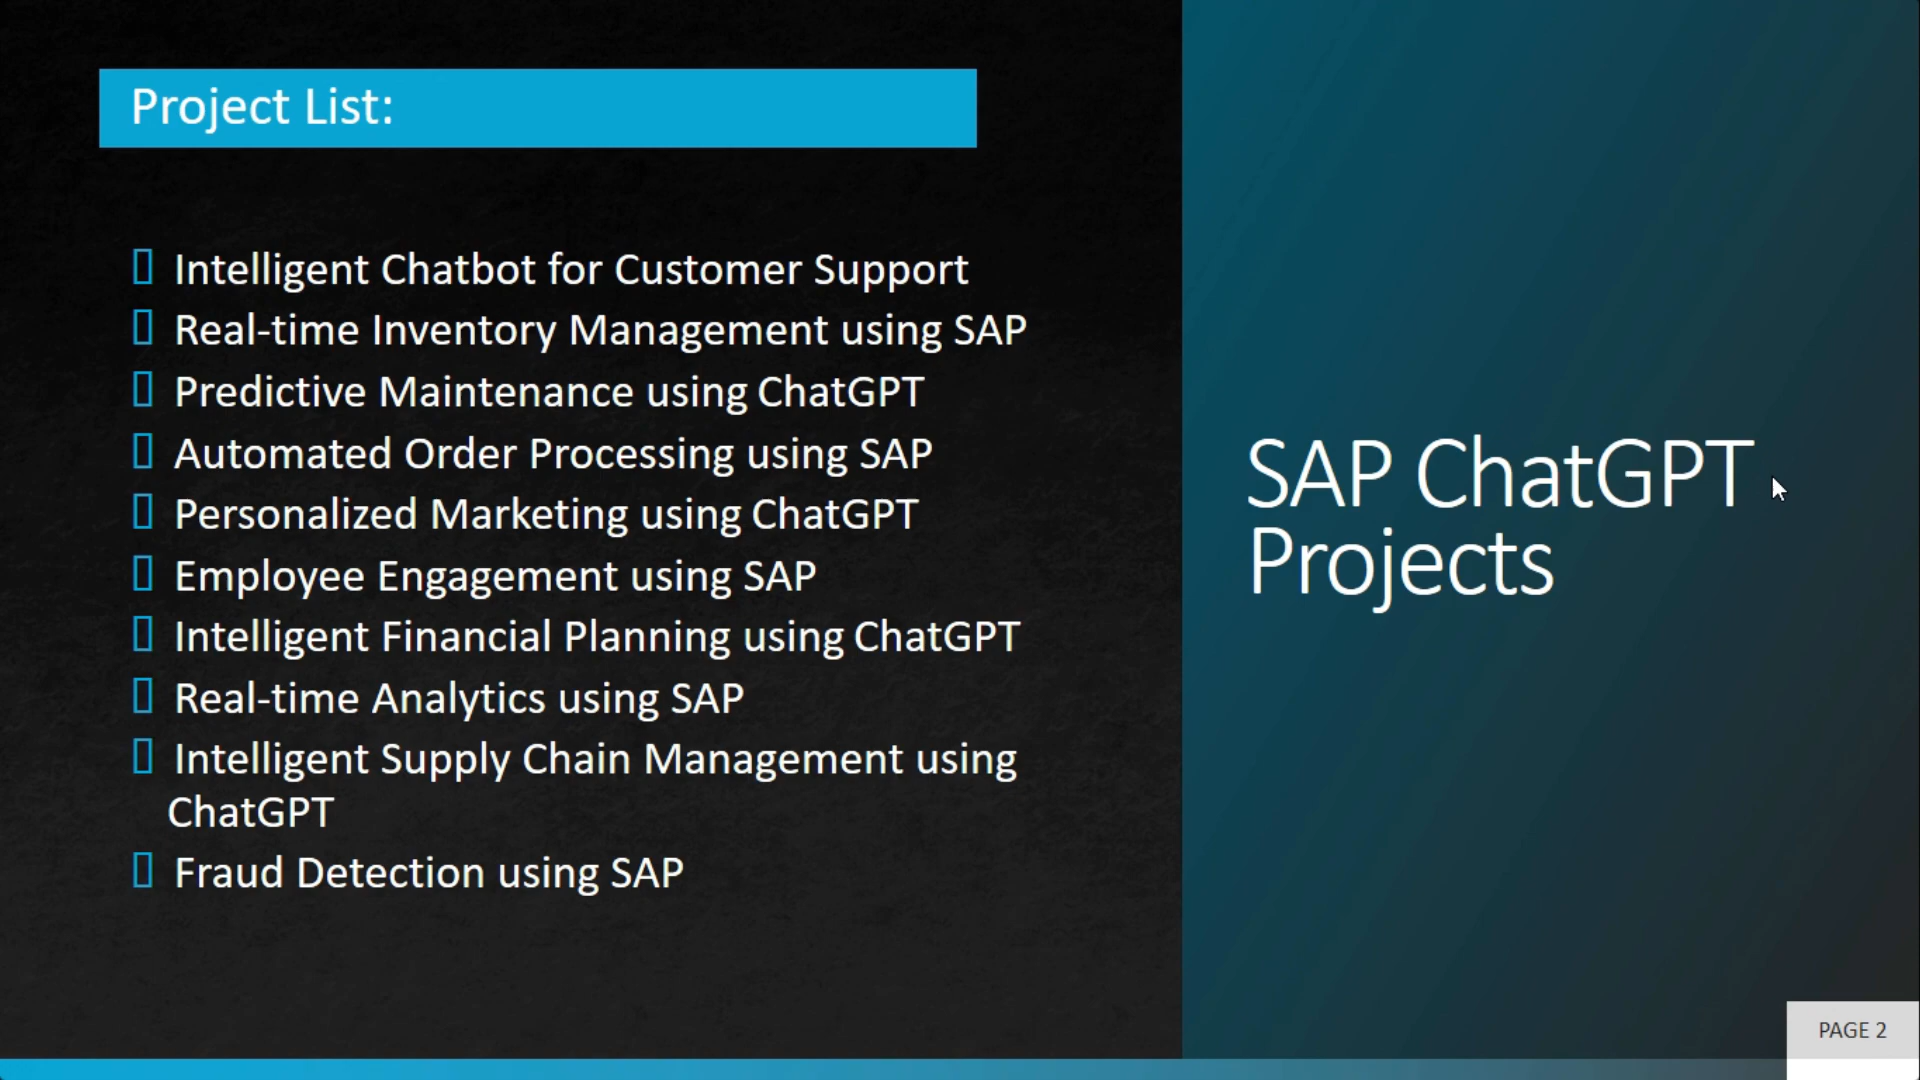 Project List:
Intelligent Chatbot for Customer Support
Real-time Inventory Management using SAP
Predictive Maintenance using ChatGPT
Automated Order Processing using SAP
Personalized Marketing using ChatGPT
Employee Engagement using SAP
Intelligent Financial Planning using ChatGPT
Real-time Analytics using SAP
Intelligent Supply Chain Management using
ChatGPT
Fraud Detection using SAP
SAP ChatGPT
Projects
PAGE 2